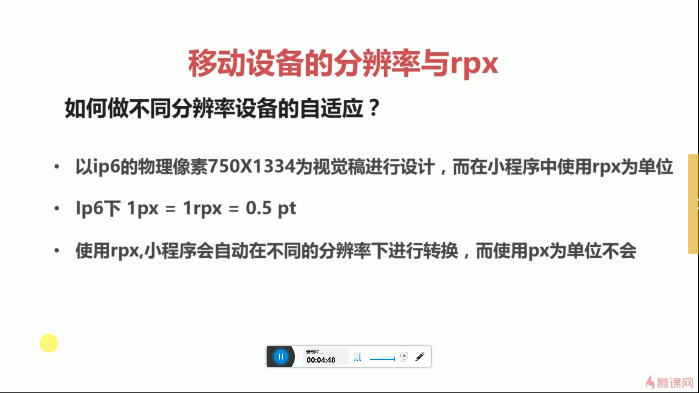 移动设备的分辨率与rpx
如何做不同分辨率设备的自适应？
• 以ip6的物理像素750X1334为视觉稿进行设计，而在小程序中使用rpx为单位
• Ip6下 1px = 1rpx = 0.5 pt
• 使用rpx,小程序会自动在不同的分辨率下进行转换，而使用px为单位不会
00:04:48
慕课网